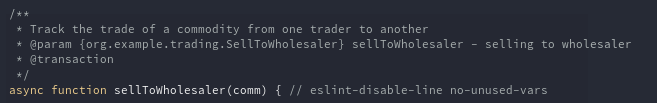 /**
 * Track the trade of a commodity from one trader to another
 * @param {org.example.trading.SellToWholesaler} sellToWholesaler - selling to wholesaler
 * @transaction
 */
async function sellToWholesaler(comm) { // eslint-disable-line no-unused-vars